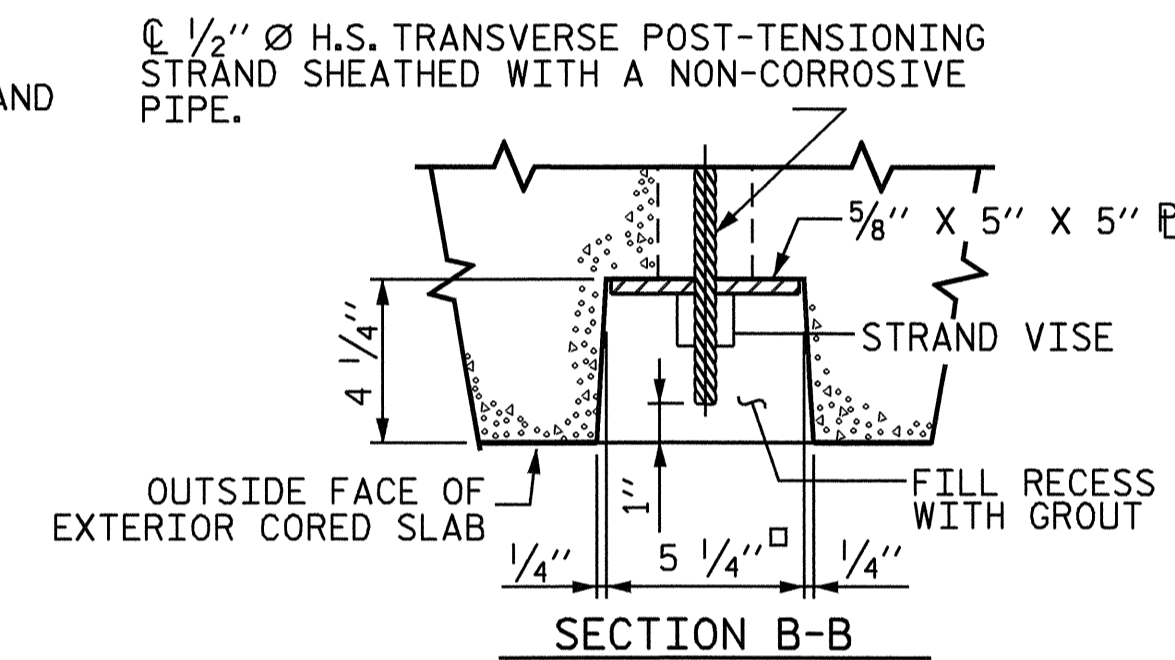 ℄ 1/2" Ø H.S. TRANSVERSE POST-TENSIONING
STRAND SHEATHED WITH A NON-CORROSIVE
PIPE.
AND
5/8" X 5" X 5" ⅊
4 1/4"
STRAND VISE
1"
OUTSIDE FACE OF
EXTERIOR CORED SLAB
FILL RECESS
WITH GROUT
1/4"
5 1/4" □
1/4"
SECTION B-B